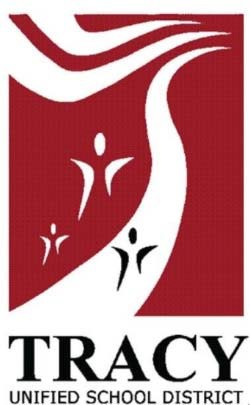 TRACY
UNIFIED SCHOOL DISTRICT